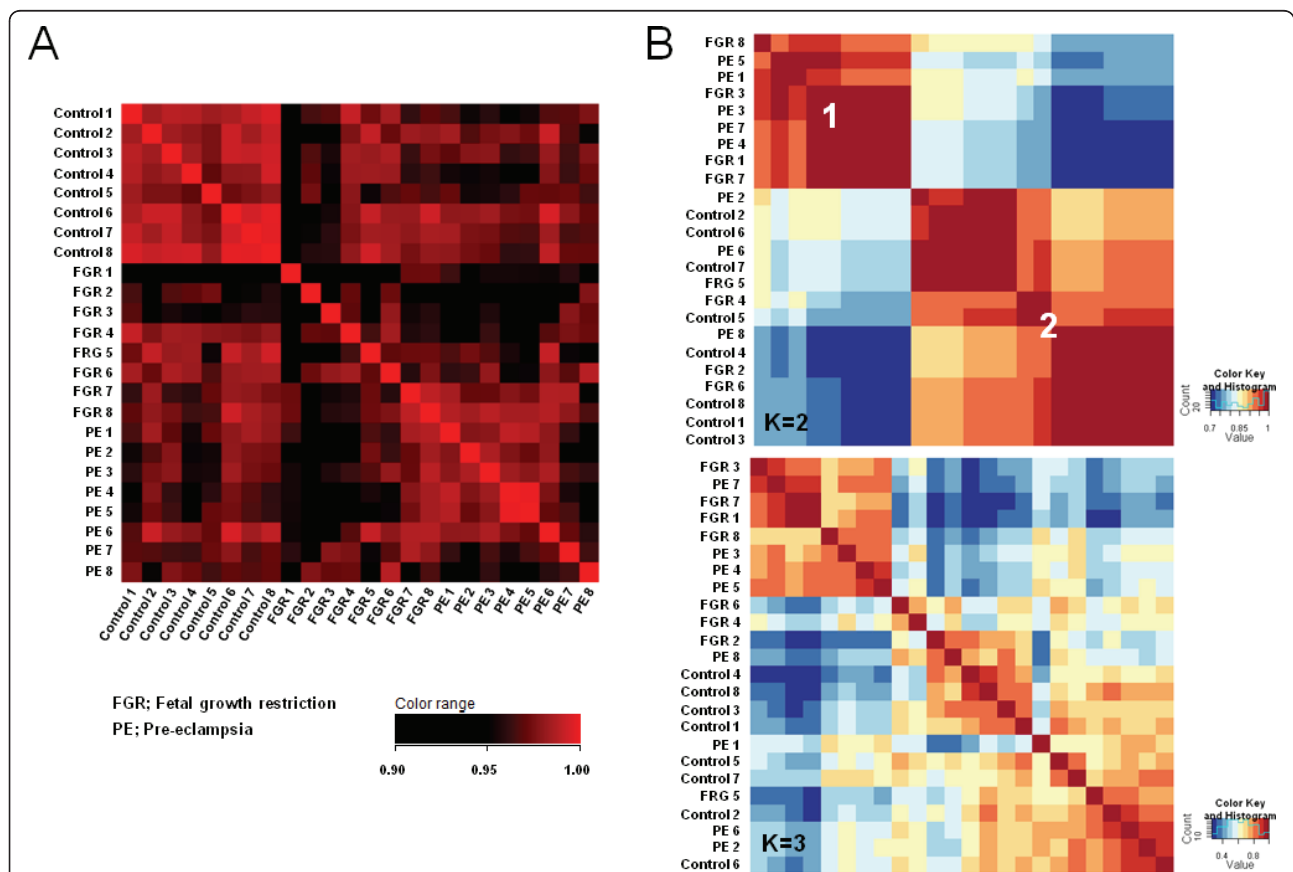 A
Control 1
Control 2
Control 3
Control 4
Control 5
Control 6
Control 7
Control 8
FGR 1
FGR 2
FGR 3
FGR 4
FRG 5
FGR 6
FGR 7
FGR 8
PE 1
PE 2
PE 3
PE 4
PE 5
PE 6
PE 7
PE 8
Control 1 Control 2 Control 3 Control 4 Control 5 Control 6 Control 7 Control 8 FGR 1 FGR 2 FGR 3 FGR 4 FGR 5 FGR 6 FGR 7 FGR 8 PE 1 PE 2 PE 3 PE 4 PE 5 PE 6 PE 7 PE 8
FGR; Fetal growth restriction
PE; Pre-eclampsia
Color range
0.90 0.95 1.00
B
FGR 8
PE 5
PE 1
FGR 3
PE 3
PE 7
PE 4
FGR 1
FGR 7
PE 2
Control 2
Control 6
PE 6
Control 7
FRG 5
FGR 4
Control 5
PE 8
Control 4
FGR 2
FGR 6
Control 8
Control 1
Control 3
1
2
K=2
Color Key
and Histogram
Count
20
0.7 0.85 1
Value
FGR 3
PE 7
FGR 7
FGR 1
FGR 8
PE 3
PE 4
PE 5
FGR 6
FGR 4
FGR 2
PE 8
Control 4
Control 8
Control 3
Control 1
PE 1
Control 5
Control 7
FRG 5
Control 2
PE 6
PE 2
Control 6
K=3
Color Key
and Histogram
Count
10
0.4 0.8
Value